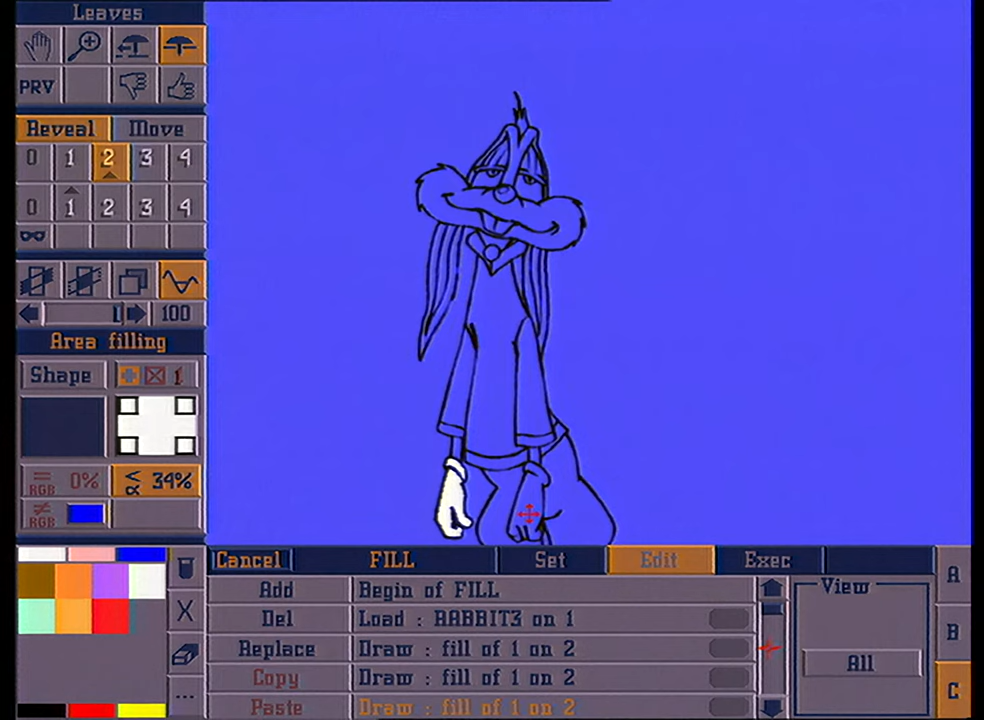 Leaves
PRV
Reveal Move
0 1 2 3 4
0 1 2 3 4
100
Area filling
Shape 1
= RGB 0% < α 34%
≠ RGB
X
...
Cancel FILL Set Edit Exec
Add Begin of FILL
Del Load : RABBIT3 on 1
Replace Draw : fill of 1 on 2
Copy Draw : fill of 1 on 2
Paste Draw : fill of 1 on 2
View
All
A
B
C